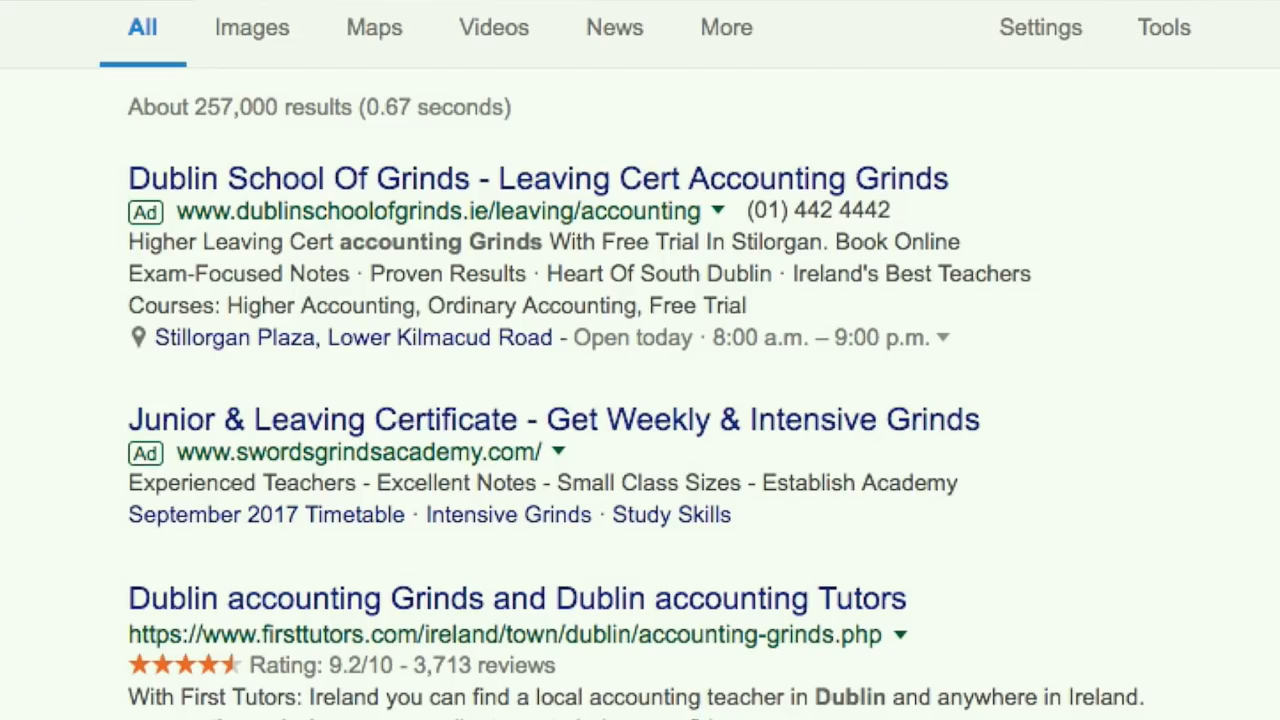 All Images Maps Videos News More Settings Tools
About 257,000 results (0.67 seconds)
Dublin School Of Grinds - Leaving Cert Accounting Grinds
Ad www.dublinschoolofgrinds.ie/leaving/accounting (01) 442 4442
Higher Leaving Cert accounting Grinds With Free Trial In Stilorgan. Book Online
Exam-Focused Notes · Proven Results · Heart Of South Dublin · Ireland's Best Teachers
Courses: Higher Accounting, Ordinary Accounting, Free Trial
Stillorgan Plaza, Lower Kilmacud Road - Open today · 8:00 a.m. – 9:00 p.m.
Junior & Leaving Certificate - Get Weekly & Intensive Grinds
Ad www.swordsgrindsacademy.com/
Experienced Teachers - Excellent Notes - Small Class Sizes - Establish Academy
September 2017 Timetable · Intensive Grinds · Study Skills
Dublin accounting Grinds and Dublin accounting Tutors
https://www.firsttutors.com/ireland/town/dublin/accounting-grinds.php
Rating: 9.2/10 - 3,713 reviews
With First Tutors: Ireland you can find a local accounting teacher in Dublin and anywhere in Ireland.